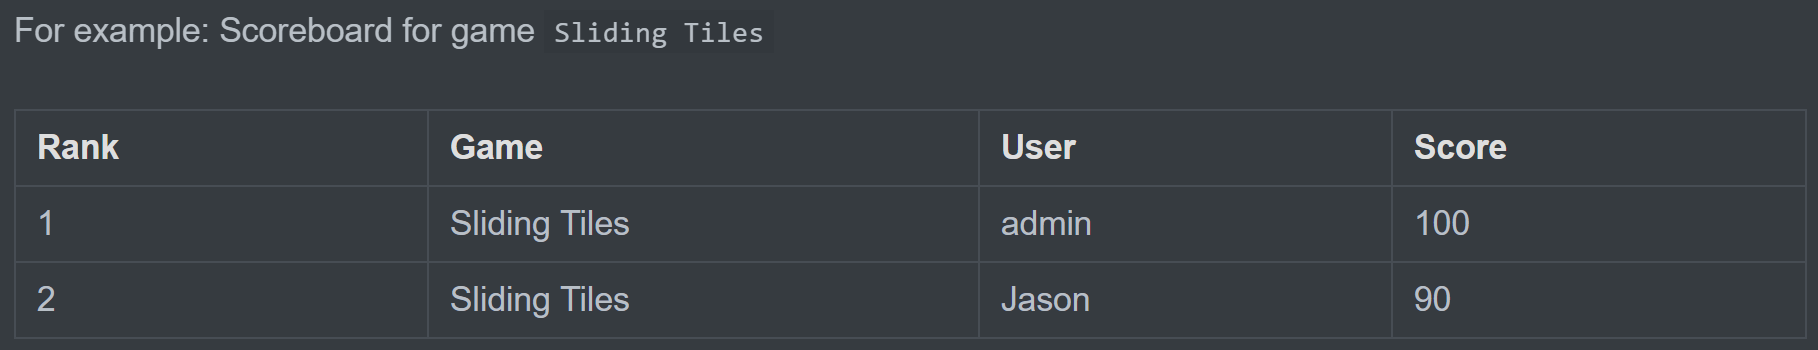 For example: Scoreboard for game Sliding Tiles
Rank Game User Score
1 Sliding Tiles admin 100
2 Sliding Tiles Jason 90